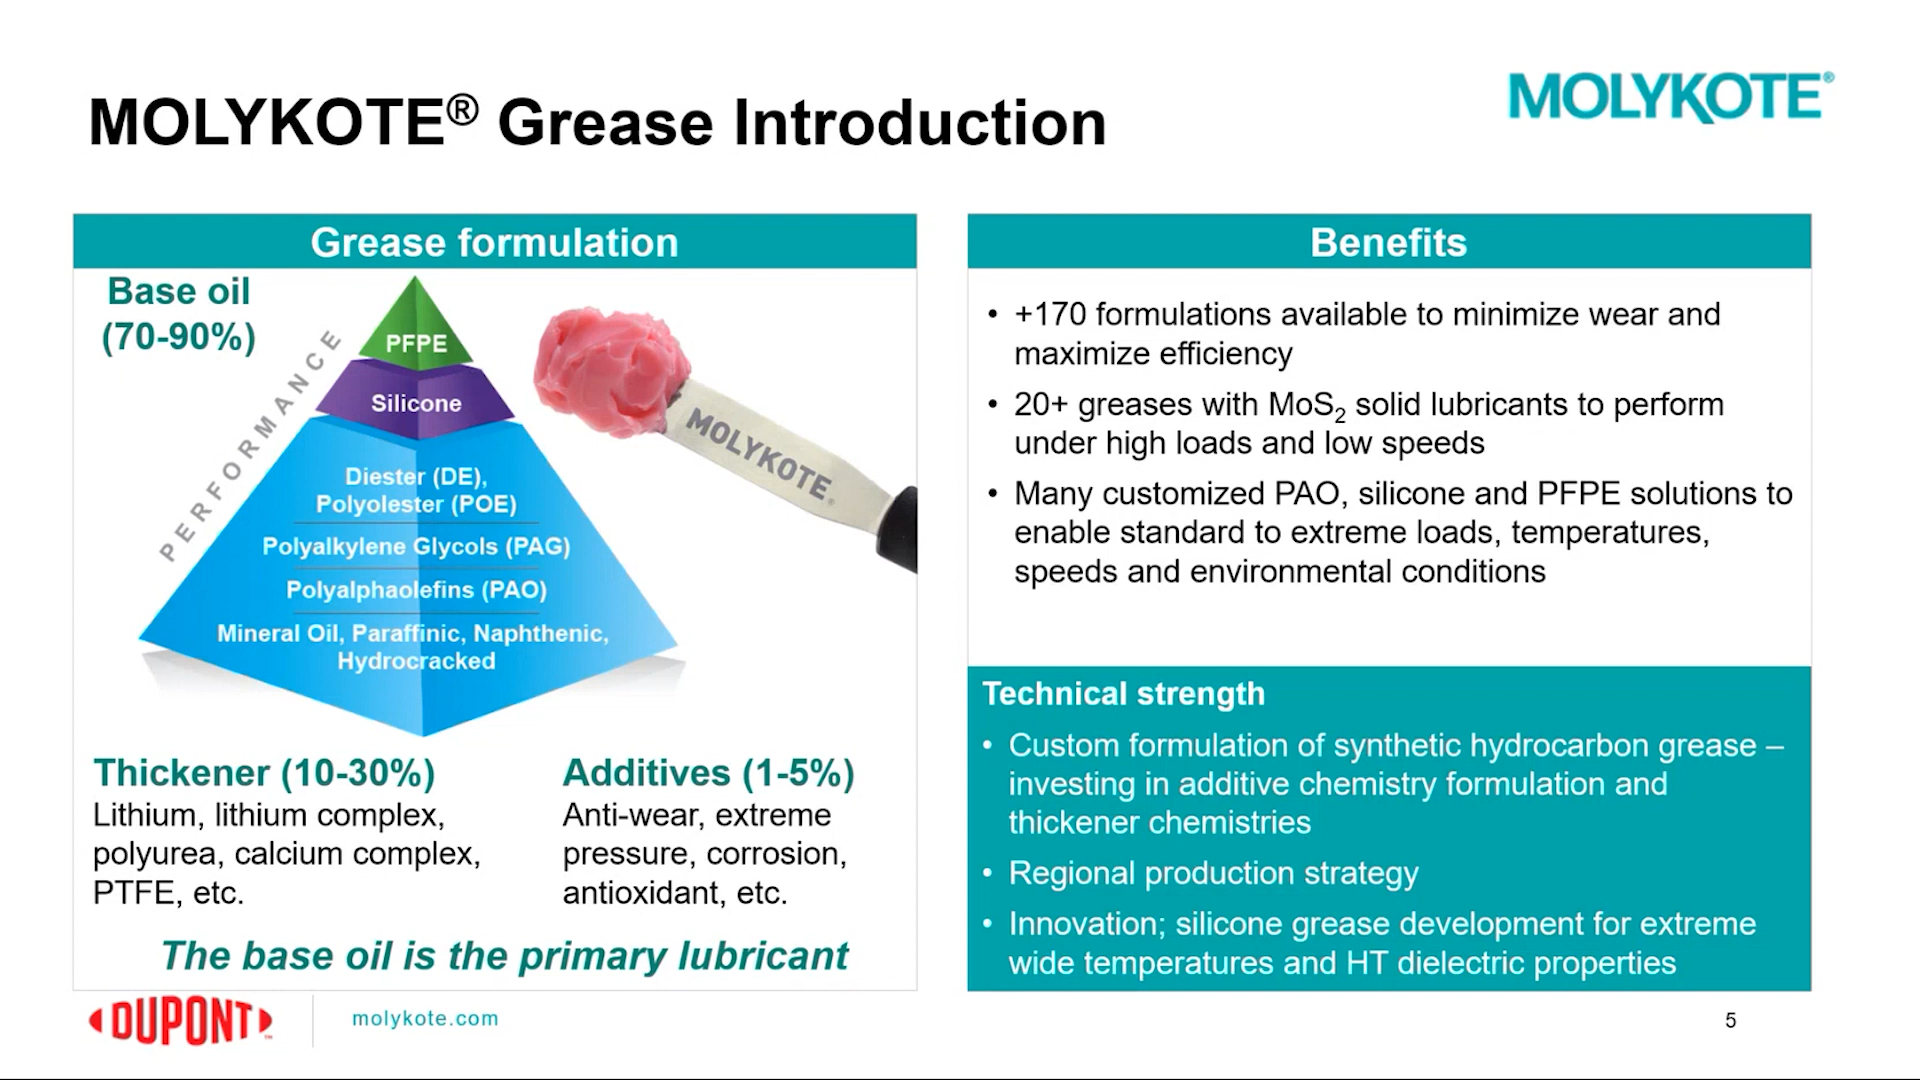 MOLYKOTE® Grease Introduction
MOLYKOTE®
Grease formulation
Base oil
(70-90%)
PERFORMANCE
PFPE
Silicone
Diester (DE),
Polyolester (POE)
Polyalkylene Glycols (PAG)
Polyalphaolefins (PAO)
Mineral Oil, Paraffinic, Naphthenic,
Hydrocracked
MOLYKOTE®
Thickener (10-30%)
Lithium, lithium complex,
polyurea, calcium complex,
PTFE, etc.
Additives (1-5%)
Anti-wear, extreme
pressure, corrosion,
antioxidant, etc.
The base oil is the primary lubricant
Benefits
• +170 formulations available to minimize wear and
maximize efficiency
• 20+ greases with MoS₂ solid lubricants to perform
under high loads and low speeds
• Many customized PAO, silicone and PFPE solutions to
enable standard to extreme loads, temperatures,
speeds and environmental conditions
Technical strength
• Custom formulation of synthetic hydrocarbon grease –
investing in additive chemistry formulation and
thickener chemistries
• Regional production strategy
• Innovation; silicone grease development for extreme
wide temperatures and HT dielectric properties
DUPONT™
molykote.com
5